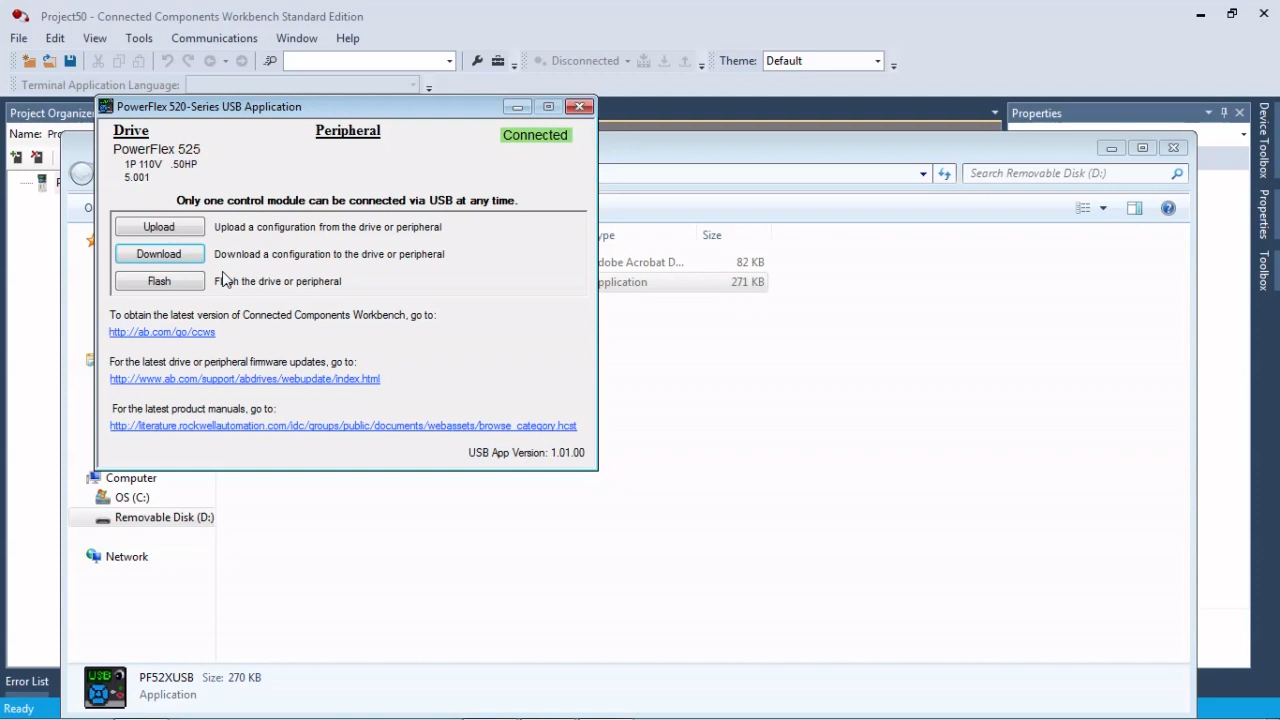 Project50 - Connected Components Workbench Standard Edition
File Edit View Tools Communications Window Help
Disconnected Theme: Default
Terminal Application Language:
Project Organizer
Properties
Name:
PowerFlex 520-Series USB Application
Drive Peripheral Connected
PowerFlex 525
1P 110V .50HP
5.001
Only one control module can be connected via USB at any time.
Upload Upload a configuration from the drive or peripheral
Download Download a configuration to the drive or peripheral
Flash the drive or peripheral
To obtain the latest version of Connected Components Workbench, go to:
http://ab.com/go/ccws
For the latest drive or peripheral firmware updates, go to:
http://www.ab.com/support/abdrives/webupdate/index.html
For the latest product manuals, go to:
http://literature.rockwellautomation.com/idc/groups/public/documents/webassets/browse_category.hcst
USB App Version: 1.01.00
Search Removable Disk (D:)
Size
82 KB
271 KB
Computer
OS (C:)
Removable Disk (D:)
Network
PF52XUSB Size: 270 KB
Application
Device Toolbox
Properties
Toolbox
Error List
Ready